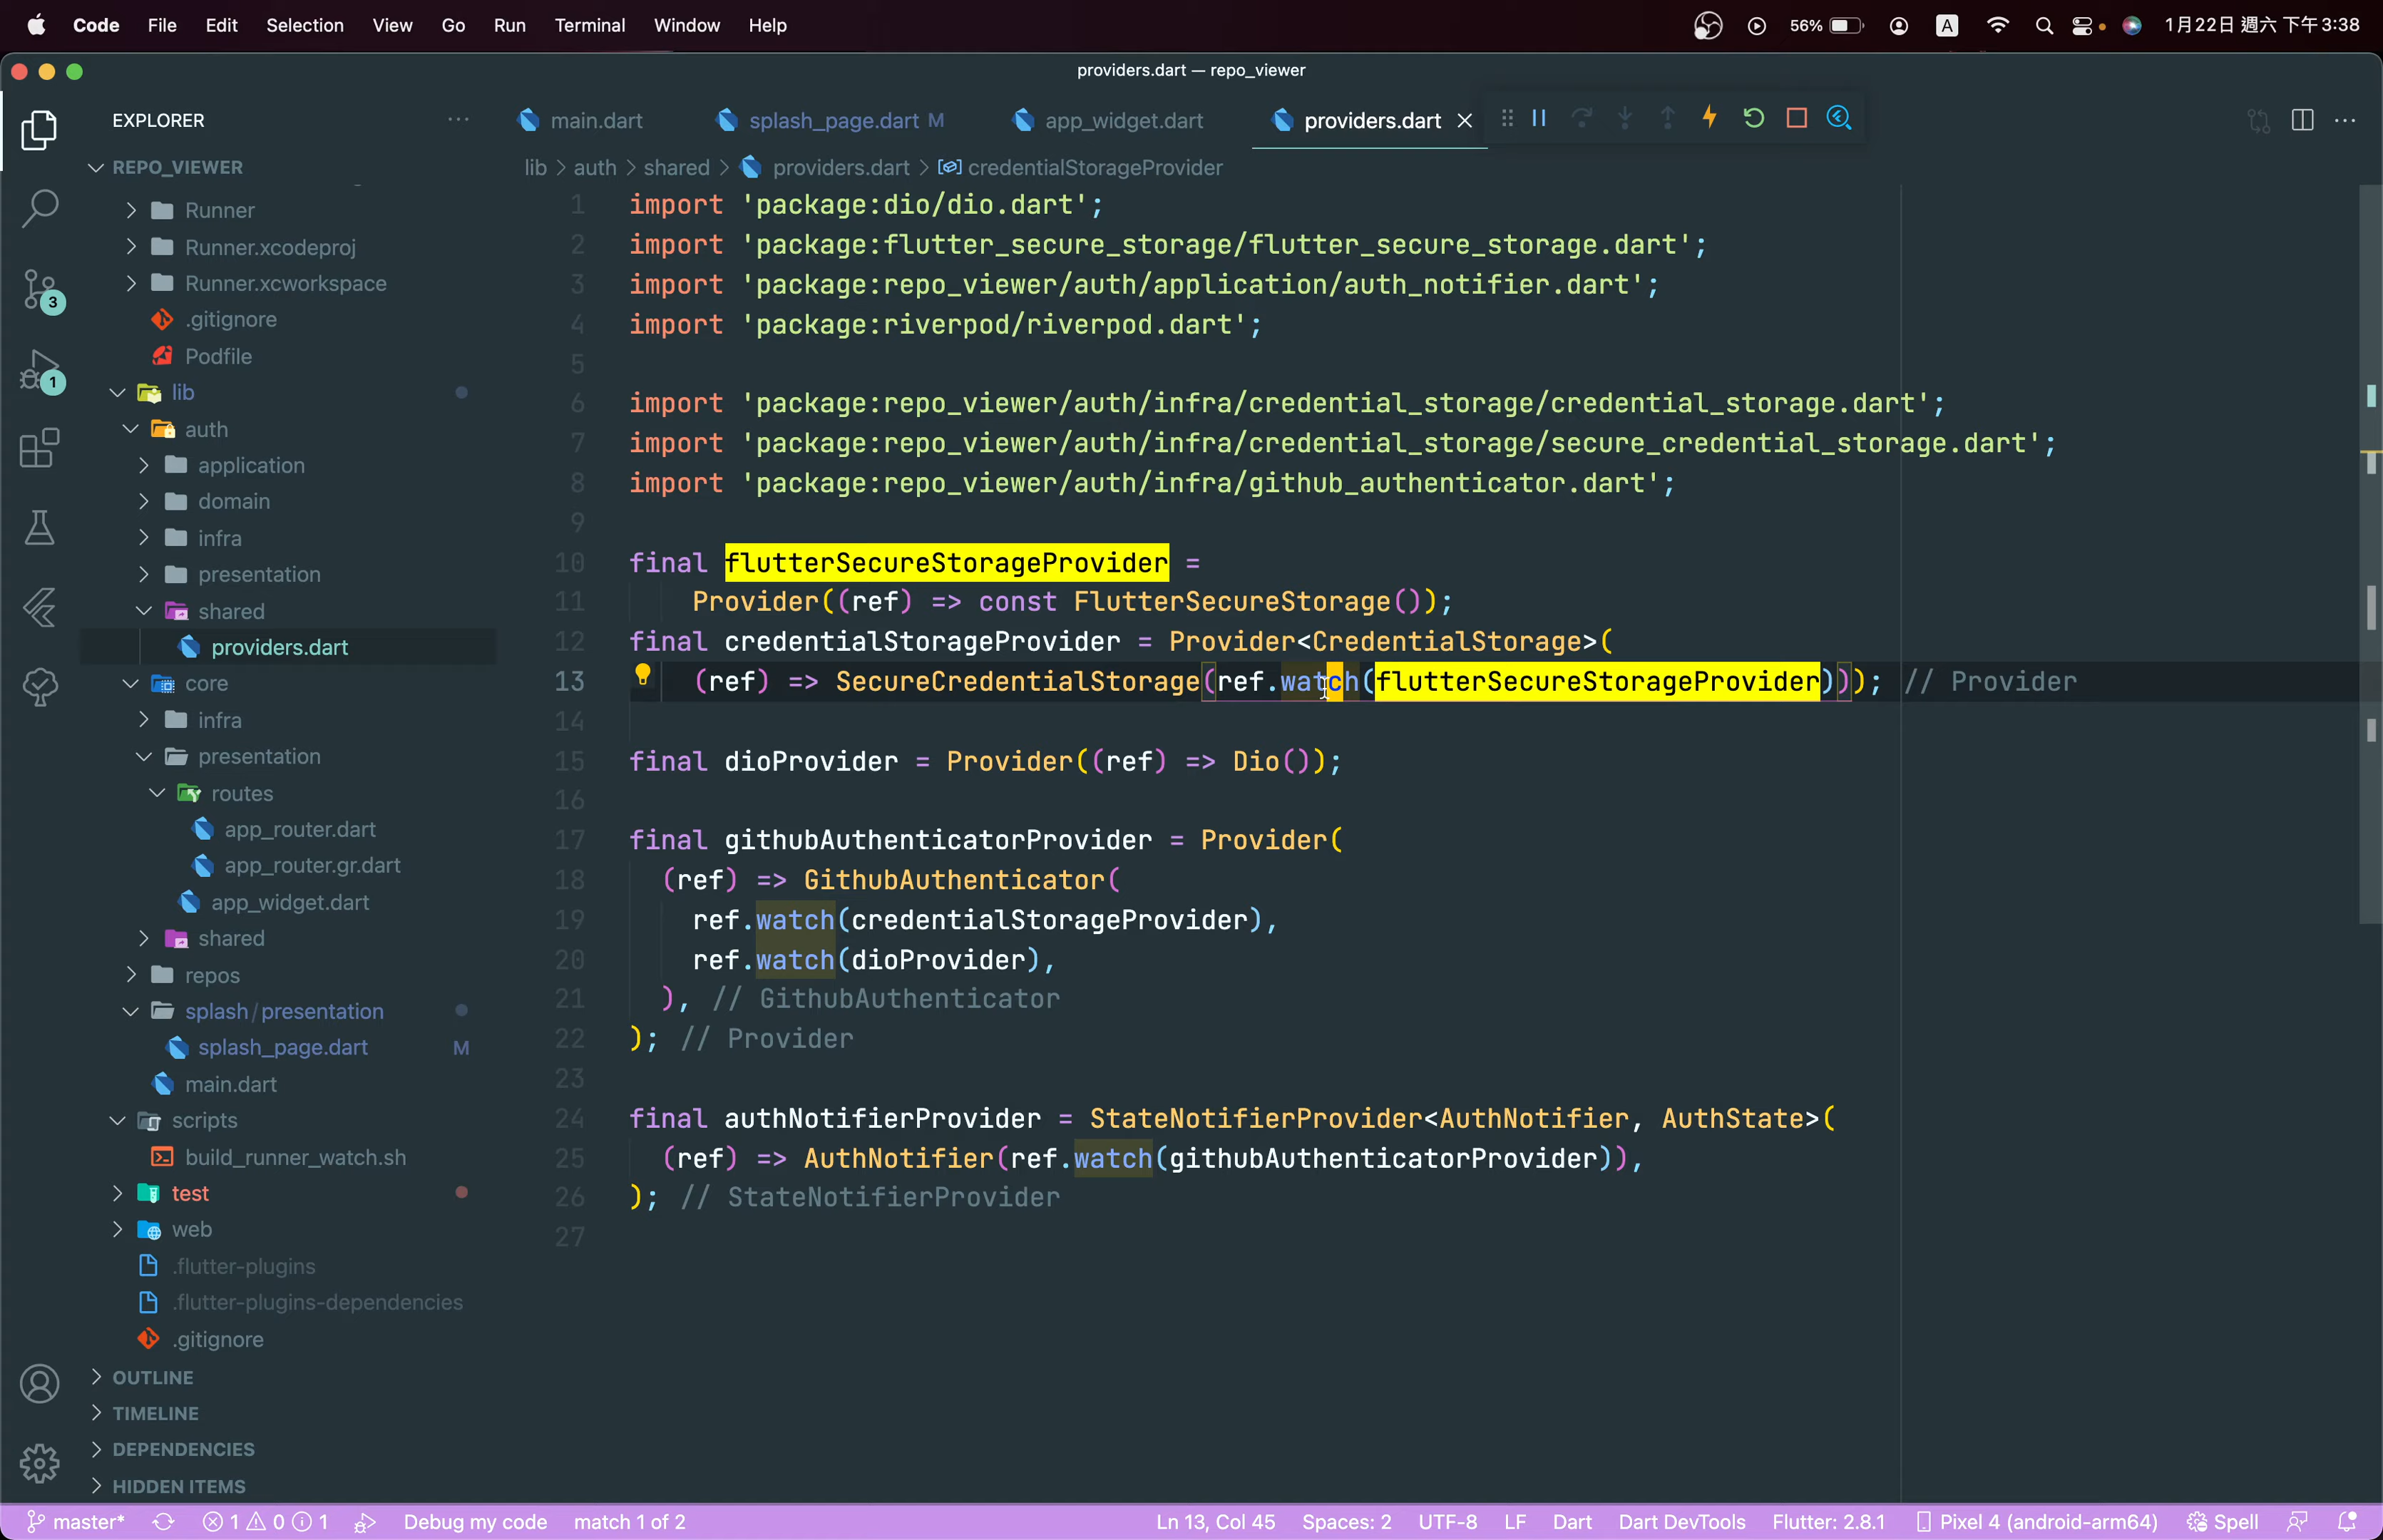 Code File Edit Selection View Go Run Terminal Window Help 56% A 1月22日 週六 下午3:38
providers.dart — repo_viewer
EXPLORER
main.dart
splash_page.dart M
app_widget.dart
providers.dart
REPO_VIEWER
lib > auth > shared > providers.dart > credentialStorageProvider
Runner
Runner.xcodeproj
Runner.xcworkspace
.gitignore
Podfile
lib
auth
application
domain
infra
presentation
shared
providers.dart
core
infra
presentation
routes
app_router.dart
app_router.gr.dart
app_widget.dart
shared
repos
splash/presentation
splash_page.dart M
main.dart
scripts
build_runner_watch.sh
test
web
.flutter-plugins
.flutter-plugins-dependencies
.gitignore
OUTLINE
TIMELINE
DEPENDENCIES
HIDDEN ITEMS
3
1
1 import 'package:dio/dio.dart';
2 import 'package:flutter_secure_storage/flutter_secure_storage.dart';
3 import 'package:repo_viewer/auth/application/auth_notifier.dart';
4 import 'package:riverpod/riverpod.dart';
5
6 import 'package:repo_viewer/auth/infra/credential_storage/credential_storage.dart';
7 import 'package:repo_viewer/auth/infra/credential_storage/secure_credential_storage.dart';
8 import 'package:repo_viewer/auth/infra/github_authenticator.dart';
9
10 final flutterSecureStorageProvider =
11 Provider((ref) => const FlutterSecureStorage());
12 final credentialStorageProvider = Provider<CredentialStorage>(
13 (ref) => SecureCredentialStorage(ref.watch(flutterSecureStorageProvider))); // Provider
14
15 final dioProvider = Provider((ref) => Dio());
16
17 final githubAuthenticatorProvider = Provider(
18 (ref) => GithubAuthenticator(
19 ref.watch(credentialStorageProvider),
20 ref.watch(dioProvider),
21 ), // GithubAuthenticator
22 ); // Provider
23
24 final authNotifierProvider = StateNotifierProvider<AuthNotifier, AuthState>(
25 (ref) => AuthNotifier(ref.watch(githubAuthenticatorProvider)),
26 ); // StateNotifierProvider
27
master* 1 0 1 Debug my code match 1 of 2 Ln 13, Col 45 Spaces: 2 UTF-8 LF Dart Dart DevTools Flutter: 2.8.1 Pixel 4 (android-arm64) Spell